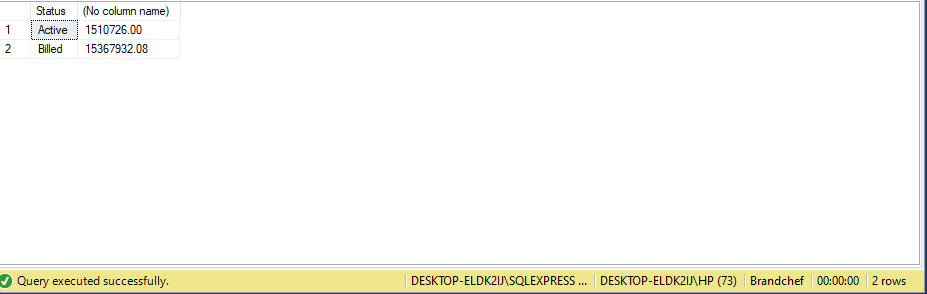 Status (No column name)
1 Active 1510726.00
2 Billed 15367932.08
Query executed successfully. DESKTOP-ELDK2IJ\SQLEXPRESS ... DESKTOP-ELDK2IJ\HP (73) Brandchef 00:00:00 2 rows